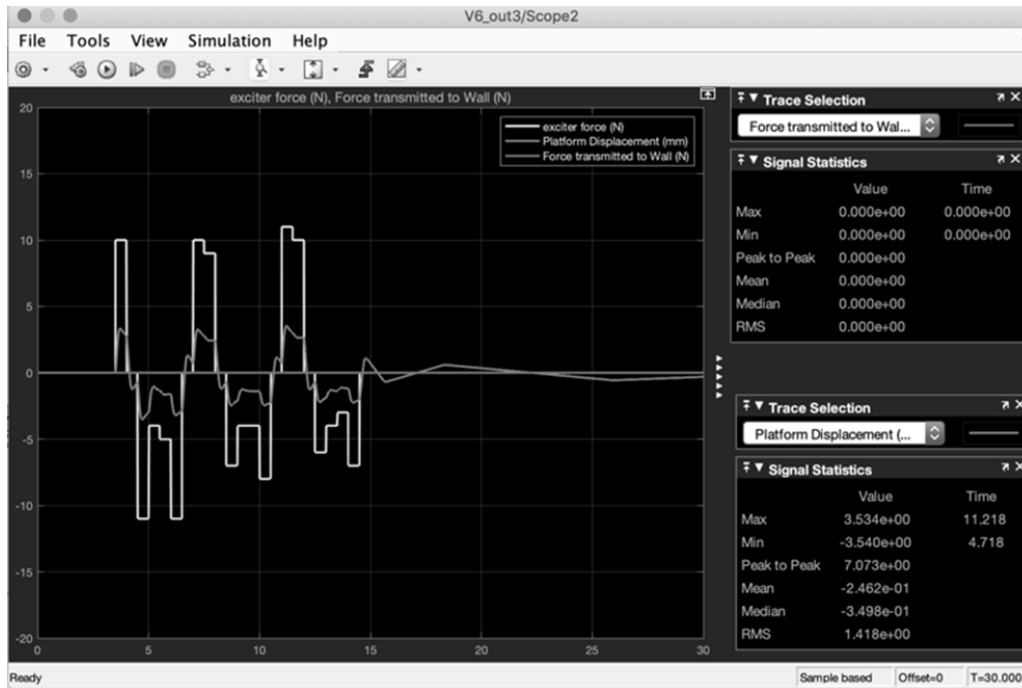 V6_out3/Scope2
File Tools View Simulation Help
exciter force (N), Force transmitted to Wall (N)
exciter force (N)
Platform Displacement (mm)
Force transmitted to Wall (N)
20
15
10
5
0
-5
-10
-15
-20
0 5 10 15 20 25 30
Trace Selection
Force transmitted to Wal...
Signal Statistics
Value Time
Max 0.000e+00 0.000e+00
Min 0.000e+00 0.000e+00
Peak to Peak 0.000e+00
Mean 0.000e+00
Median 0.000e+00
RMS 0.000e+00
Trace Selection
Platform Displacement (...
Signal Statistics
Value Time
Max 3.534e+00 11.218
Min -3.540e+00 4.718
Peak to Peak 7.073e+00
Mean -2.462e-01
Median -3.498e-01
RMS 1.418e+00
Ready Sample based Offset=0 T=30.000